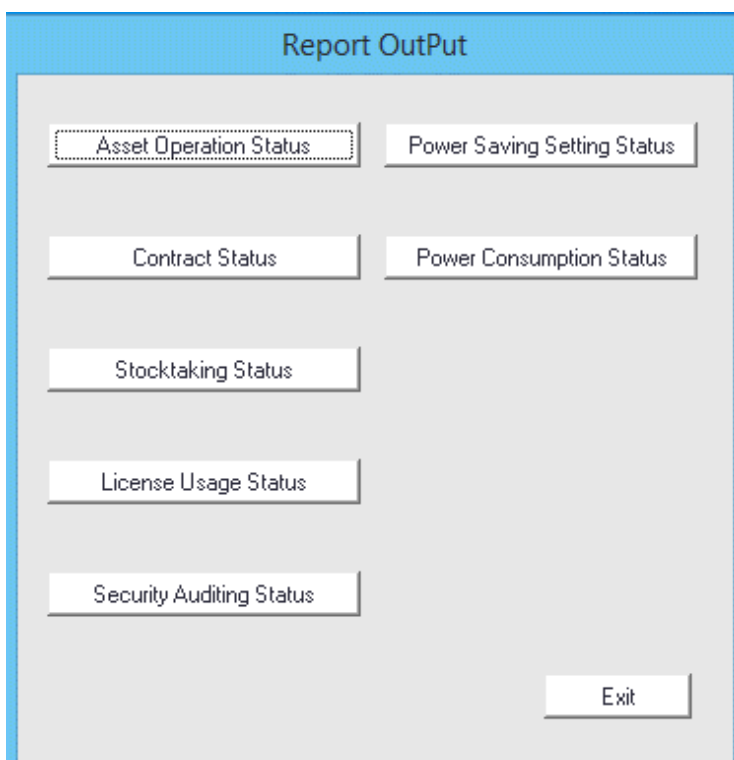 Report OutPut
Asset Operation Status
Power Saving Setting Status
Contract Status
Power Consumption Status
Stocktaking Status
License Usage Status
Security Auditing Status
Exit